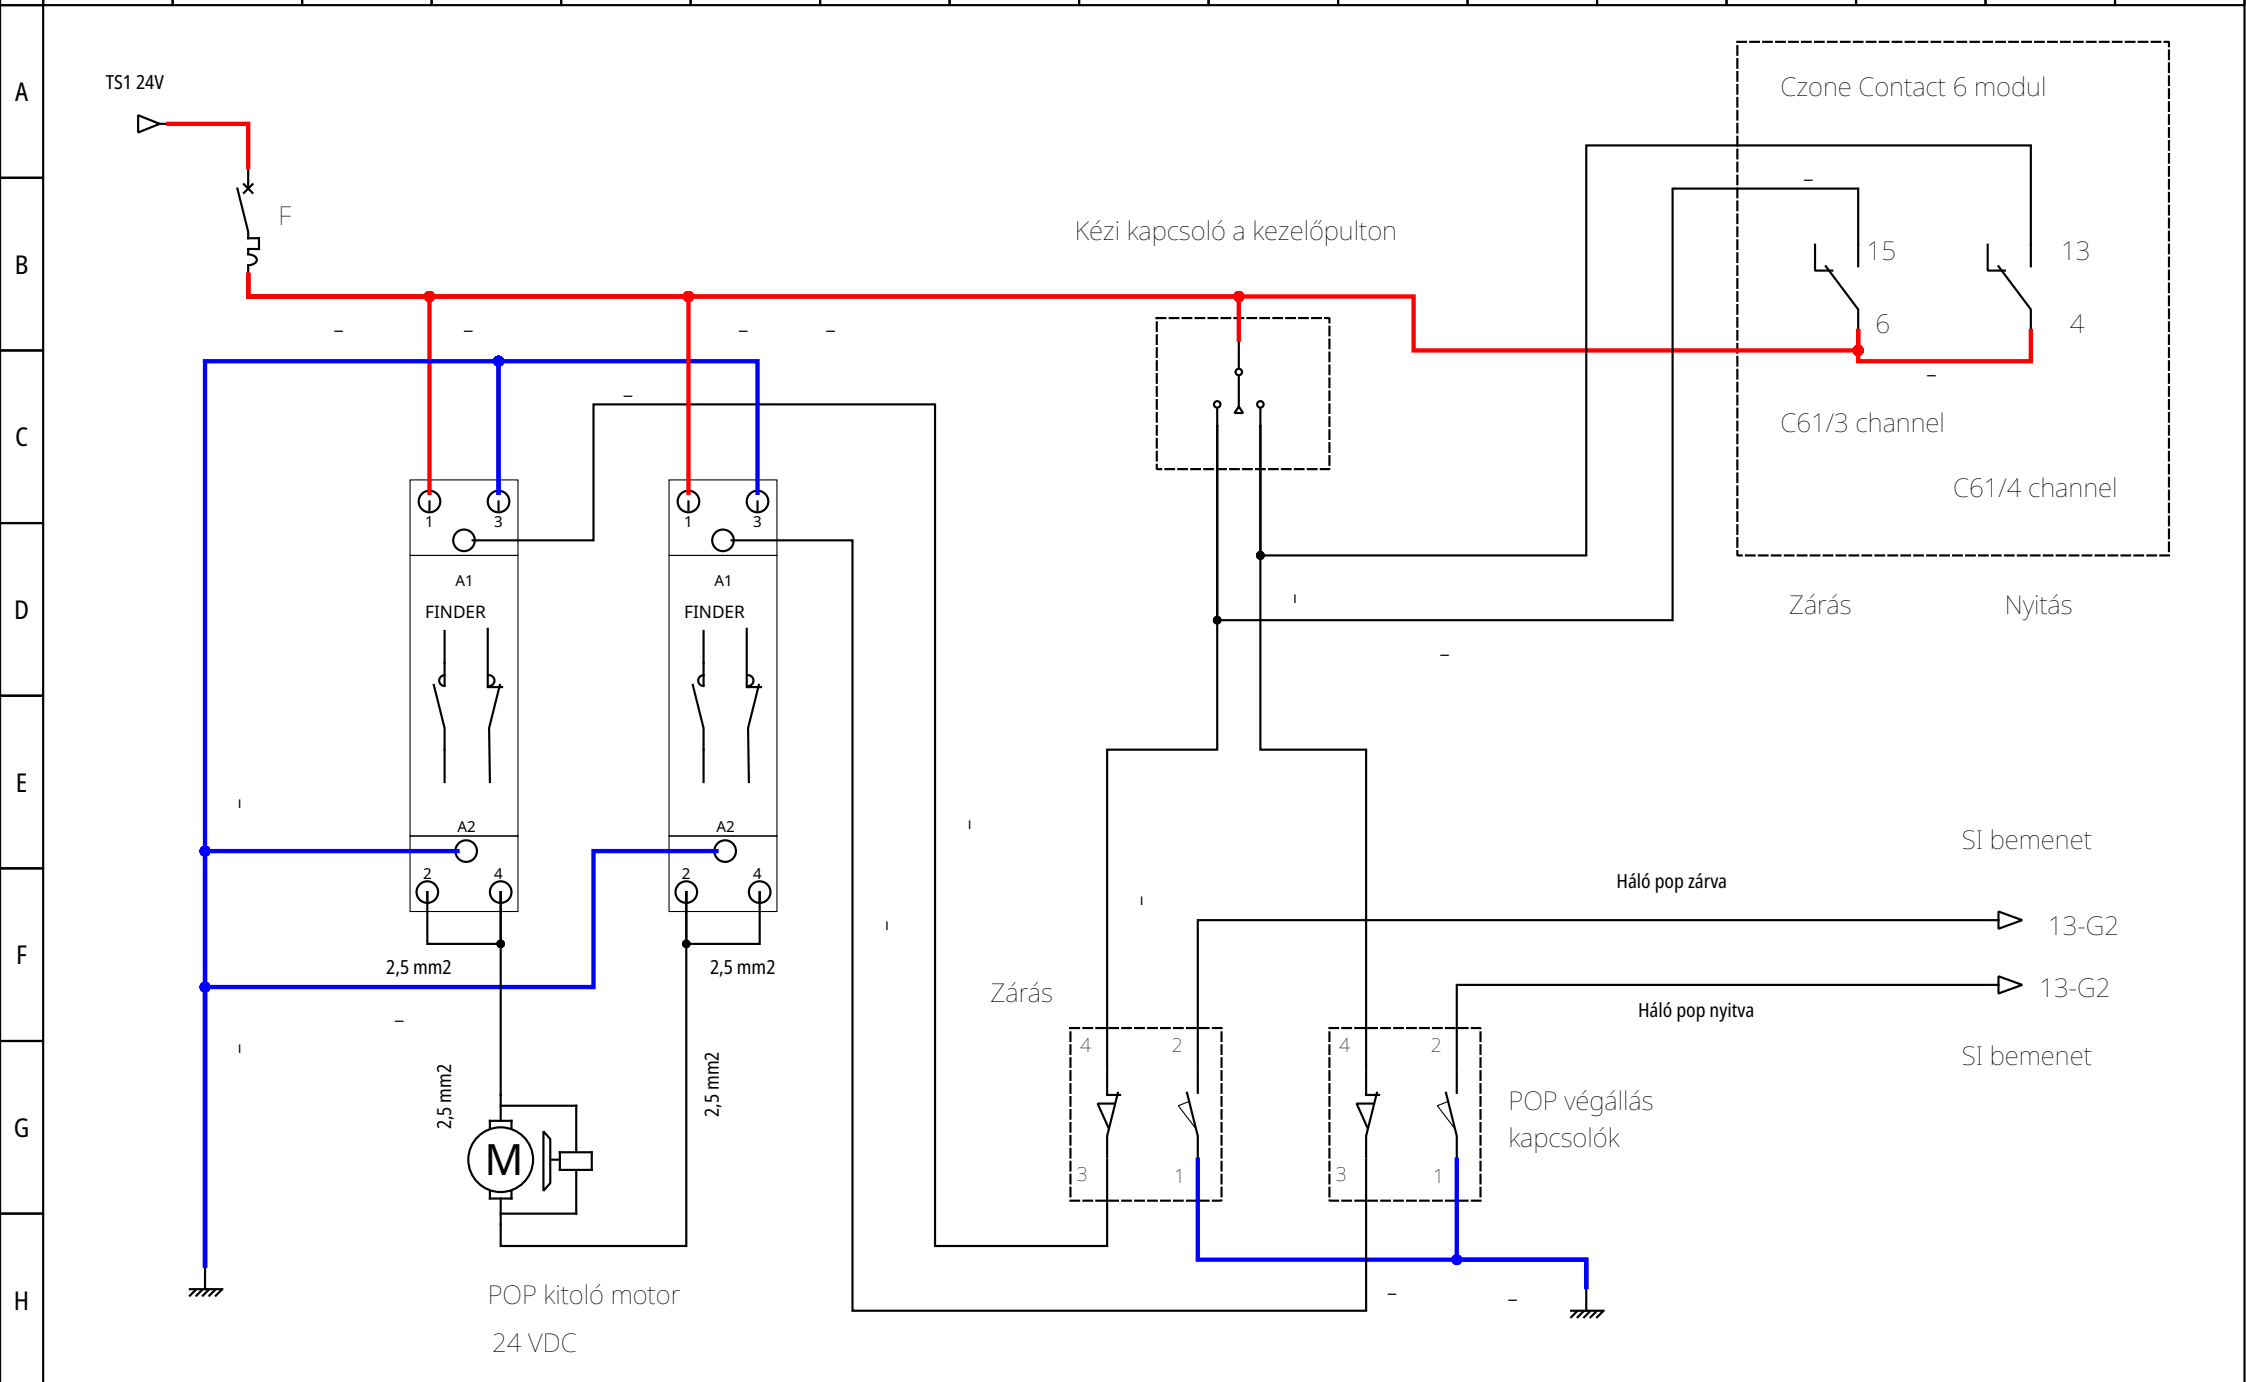 A
TS1 24V
Czone Contact 6 modul
F
Kézi kapcsoló a kezelőpulton
B
15
13
6
4
C
C61/3 channel
C61/4 channel
1
3
1
3
D
A1
A1
FINDER
FINDER
Zárás
Nyitás
E
A2
A2
SI bemenet
2
4
2
4
Háló pop zárva
13-G2
F
2,5 mm2
2,5 mm2
Zárás
13-G2
Háló pop nyitva
4
2
4
2
SI bemenet
2,5 mm2
2,5 mm2
POP végállás
kapcsolók
G
M
3
1
3
1
H
POP kitoló motor
24 VDC